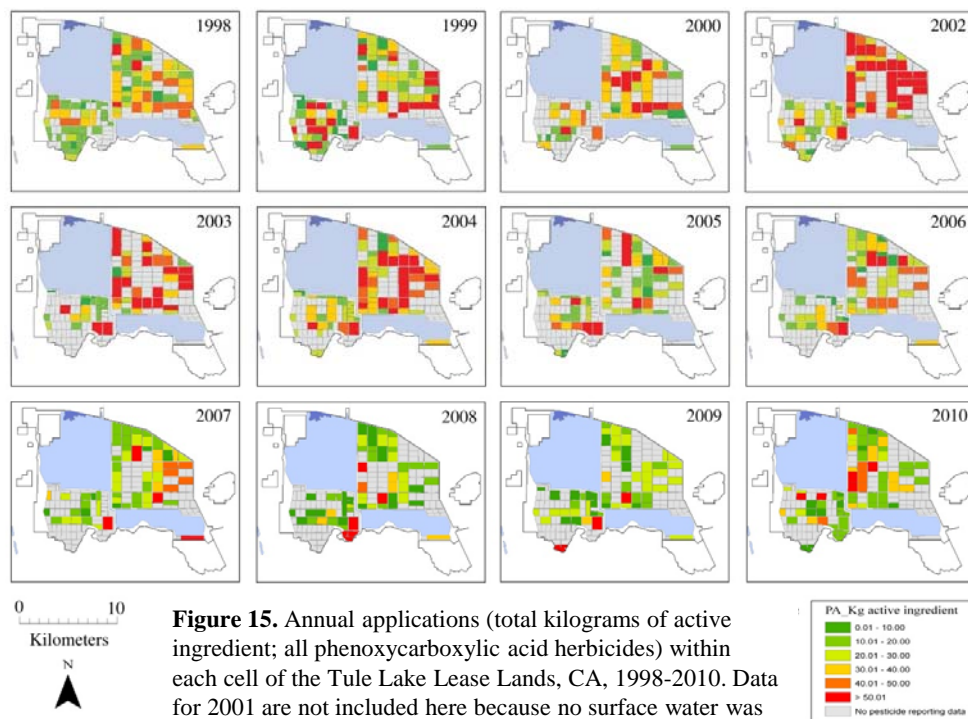 1998
1999
2000
2002
2003
2004
2005
2006
2007
2008
2009
2010
0 10
Kilometers
N
Figure 15. Annual applications (total kilograms of active
ingredient; all phenoxycarboxylic acid herbicides) within
each cell of the Tule Lake Lease Lands, CA, 1998-2010. Data
for 2001 are not included here because no surface water was
PA_Kg active ingredient
0.01 - 10.00
10.01 - 20.00
20.01 - 30.00
30.01 - 40.00
40.01 - 50.00
> 50.01
No pesticide reporting data